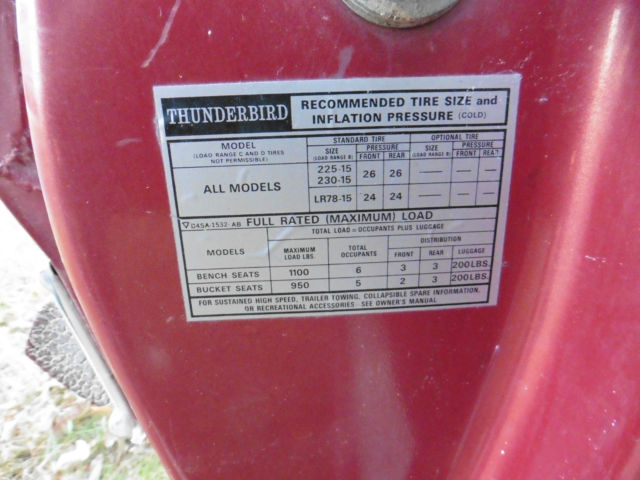 THUNDERBIRD RECOMMENDED TIRE SIZE and
INFLATION PRESSURE (COLD)
MODEL STANDARD TIRE OPTIONAL TIRE
(LOAD RANGE C AND D TIRES NOT PERMISSIBLE) SIZE (LOAD RANGE B) PRESSURE FRONT REAR SIZE (LOAD RANGE B) PRESSURE FRONT REAR
ALL MODELS 225-15 230-15 26 26 — — —
LR78-15 24 24 — — —
D4SA-1532-AB FULL RATED (MAXIMUM) LOAD
TOTAL LOAD = OCCUPANTS PLUS LUGGAGE
MODELS MAXIMUM LOAD LBS. TOTAL OCCUPANTS DISTRIBUTION
FRONT REAR LUGGAGE
BENCH SEATS 1100 6 3 3 200 LBS.
BUCKET SEATS 950 5 2 3 200 LBS.
FOR SUSTAINED HIGH SPEED, TRAILER TOWING, COLLAPSIBLE SPARE INFORMATION,
OR RECREATIONAL ACCESSORIES - SEE OWNER'S MANUAL